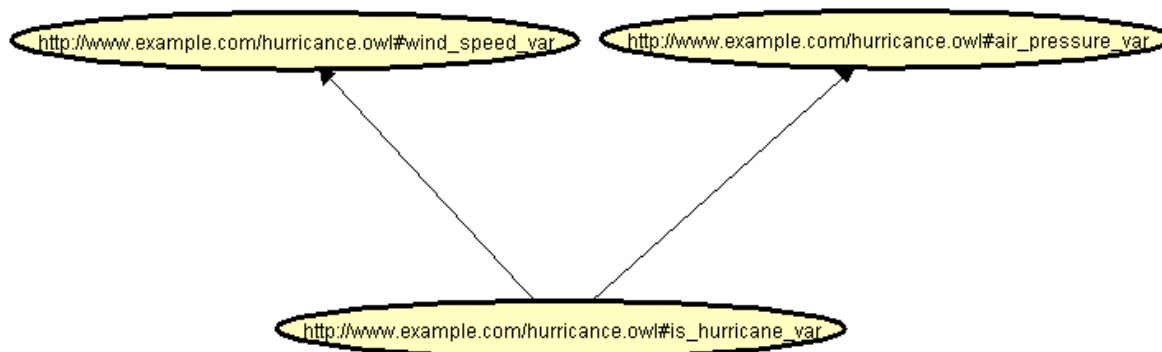 http://www.example.com/hurricance.owl#wind_speed_var
http://www.example.com/hurricance.owl#air_pressure_var
http://www.example.com/hurricance.owl#is_hurricane_var